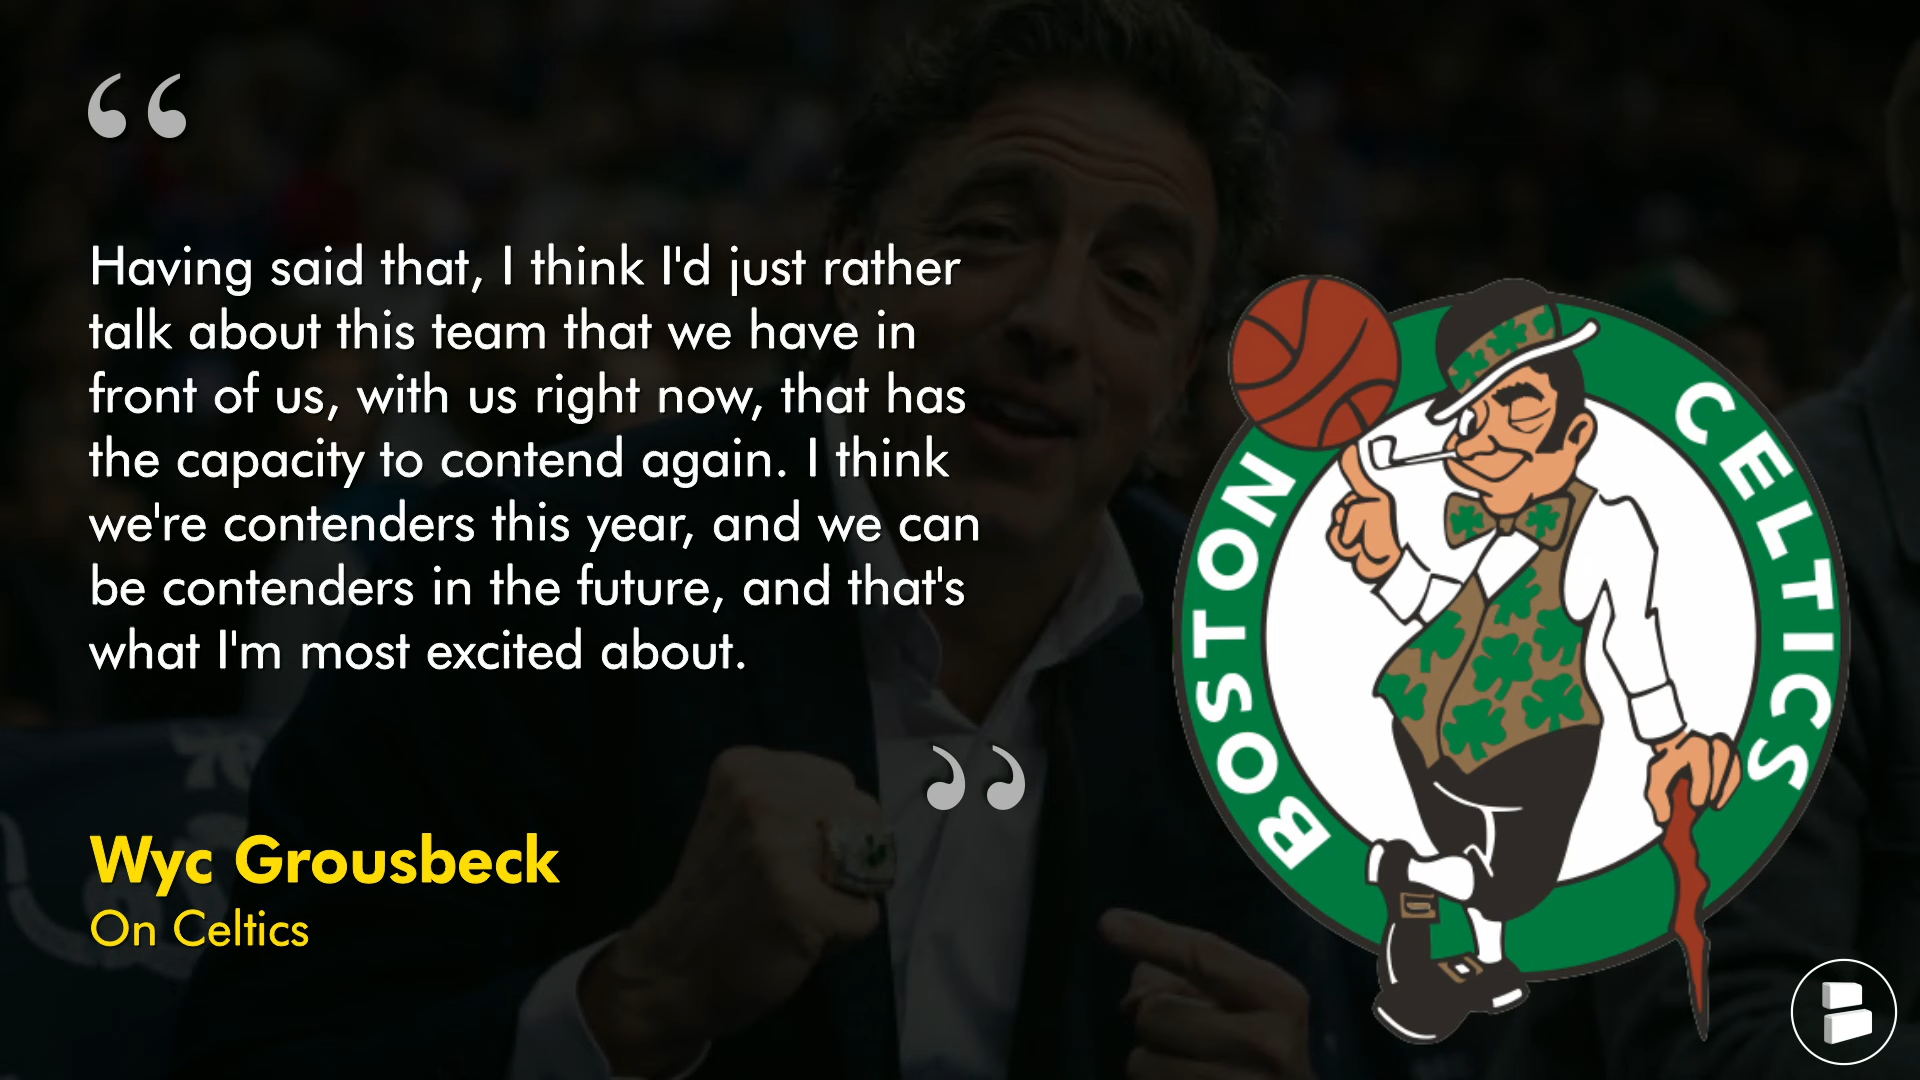 “
Having said that, I think I'd just rather
talk about this team that we have in
front of us, with us right now, that has
the capacity to contend again. I think
we're contenders this year, and we can
be contenders in the future, and that's
what I'm most excited about.
”
Wyc Grousbeck
On Celtics
BOSTON CELTICS